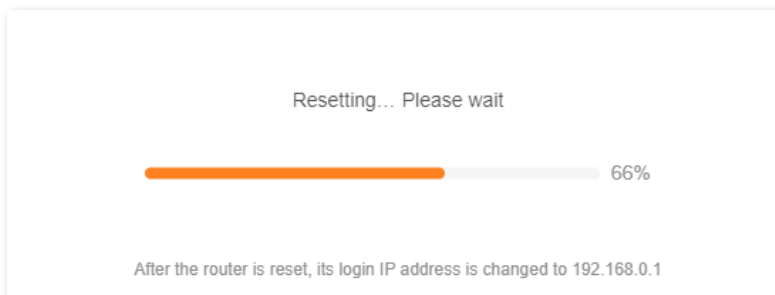 Resetting... Please wait
66%
After the router is reset, its login IP address is changed to 192.168.0.1